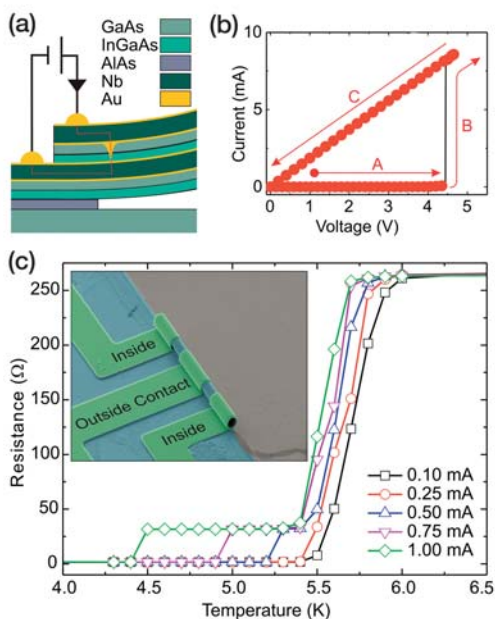 (a)
GaAs
InGaAs
AlAs
Nb
Au
(b)
10
5
0
Current (mA)
0 1 2 3 4 5
Voltage (V)
A
B
C
(c)
250
200
150
100
50
0
Resistance (Ω)
4.0 4.5 5.0 5.5 6.0 6.5
Temperature (K)
Inside
Outside Contact
Inside
0.10 mA
0.25 mA
0.50 mA
0.75 mA
1.00 mA